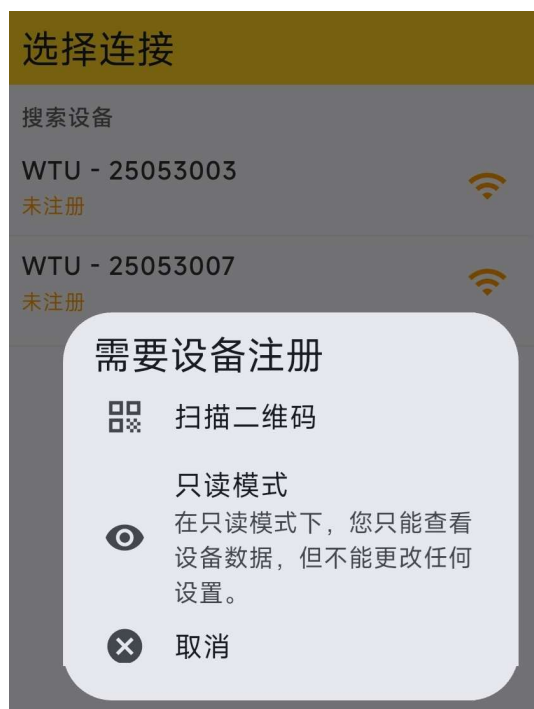 选择连接
搜索设备
WTU - 25053003
未注册
WTU - 25053007
未注册
需要设备注册
扫描二维码
只读模式
在只读模式下，您只能查看
设备数据，但不能更改任何
设置。
取消